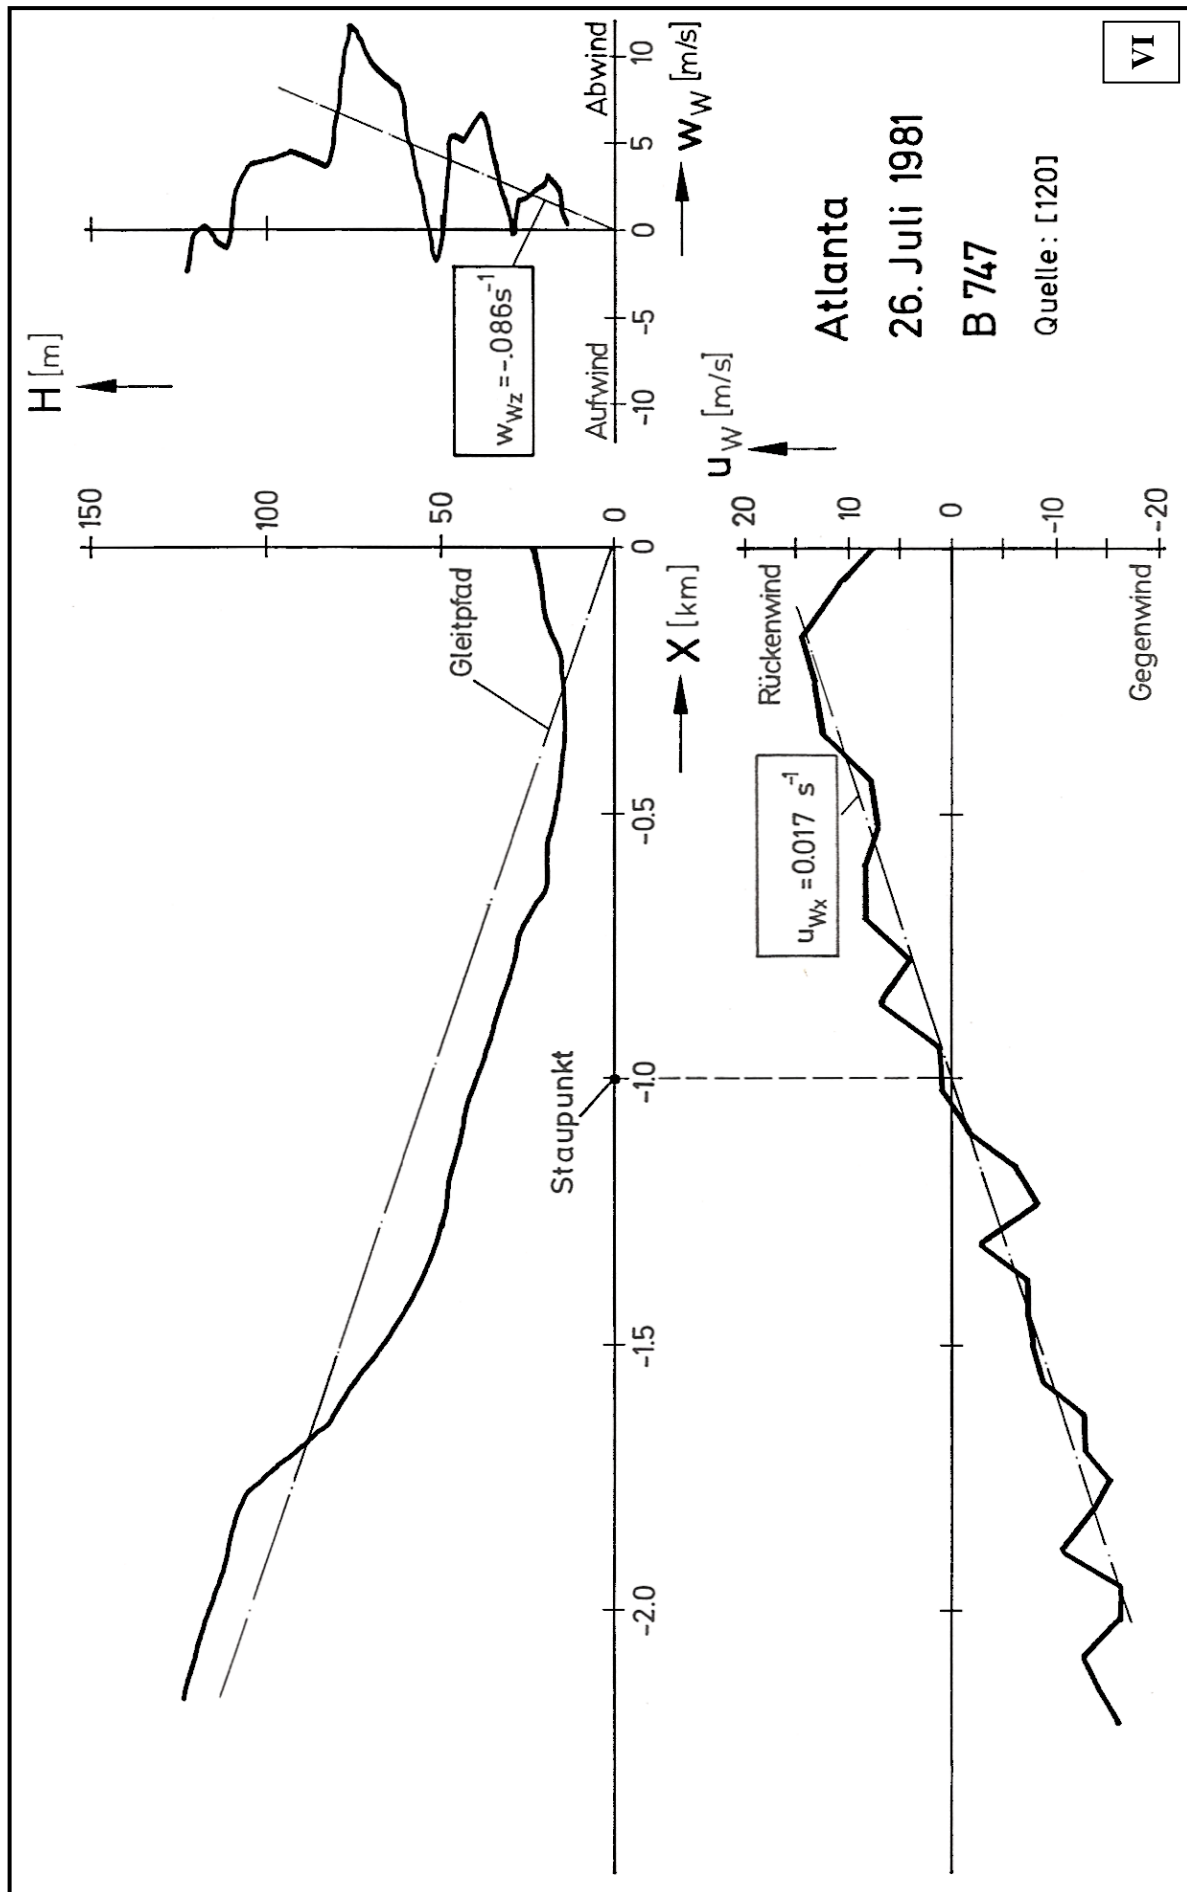 H [m]
150
100
50
0
Gleitpfad
Staupunkt
-2.0
-1.5
-1.0
-0.5
0
X [km]
w_Wz = -.086s⁻¹
Aufwind
Abwind
-10
-5
0
5
10
w_W [m/s]
u_W [m/s]
20
10
0
-10
-20
Rückenwind
Gegenwind
u_Wx = 0.017 s⁻¹
Atlanta
26. Juli 1981
B 747
Quelle: [120]
VI